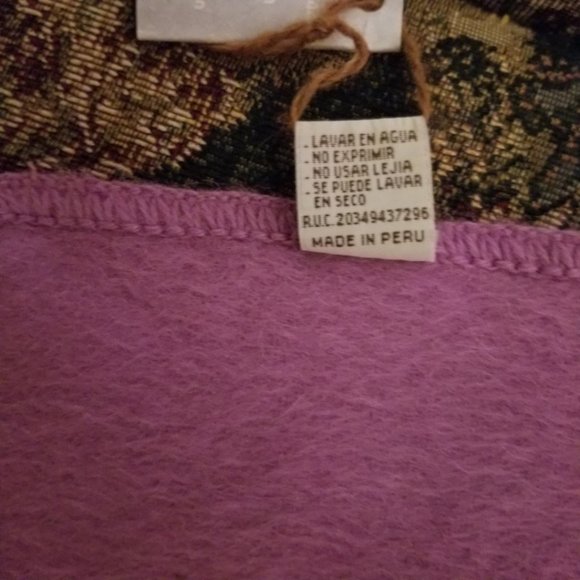 . LAVAR EN AGUA
. NO EXPRIMIR
. NO USAR LEJIA
. SE PUEDE LAVAR
EN SECO
R.U.C. 20349437296
MADE IN PERU